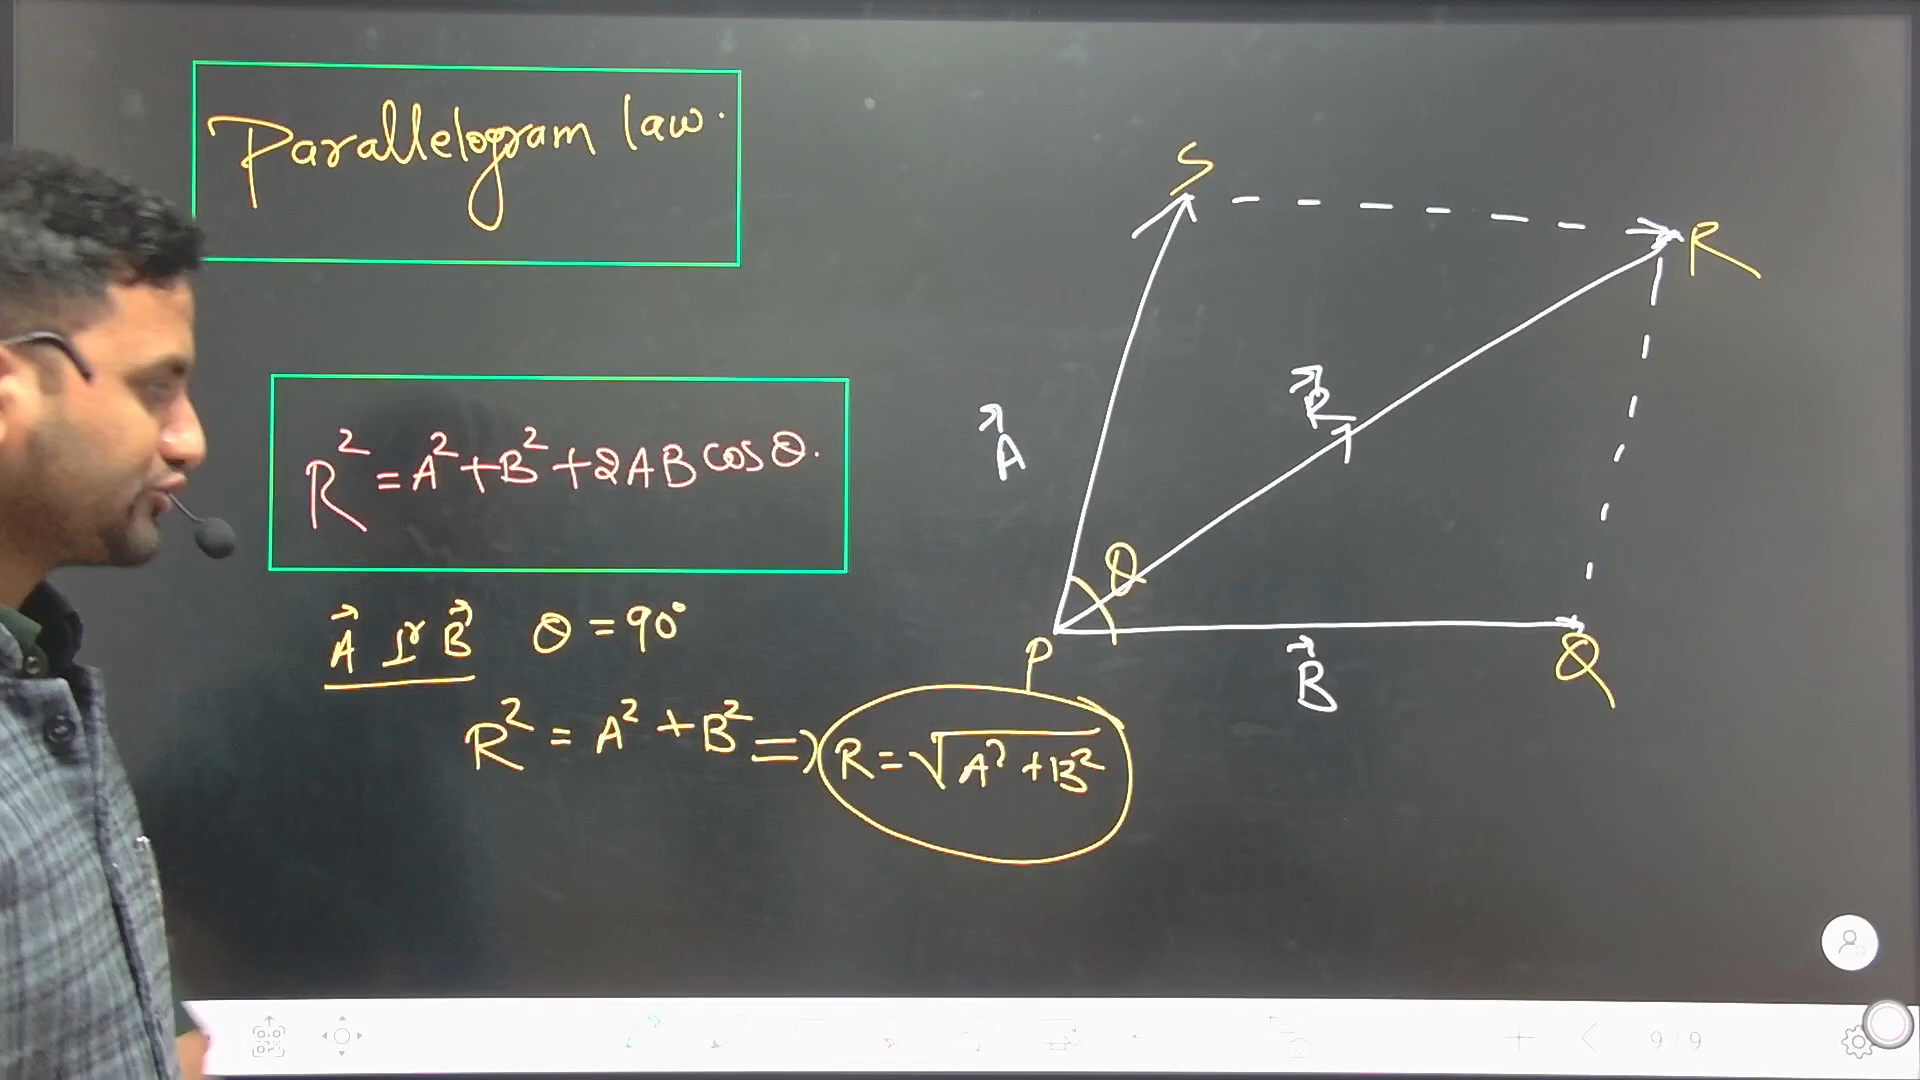 Parallelogram law.
R² = A² + B² + 2AB cos θ.
A⃗ ⊥r B⃗ θ = 90°
R² = A² + B² => R = √A² + B²
S
R
A⃗
R⃗
θ
P
B⃗
Q
9 / 9